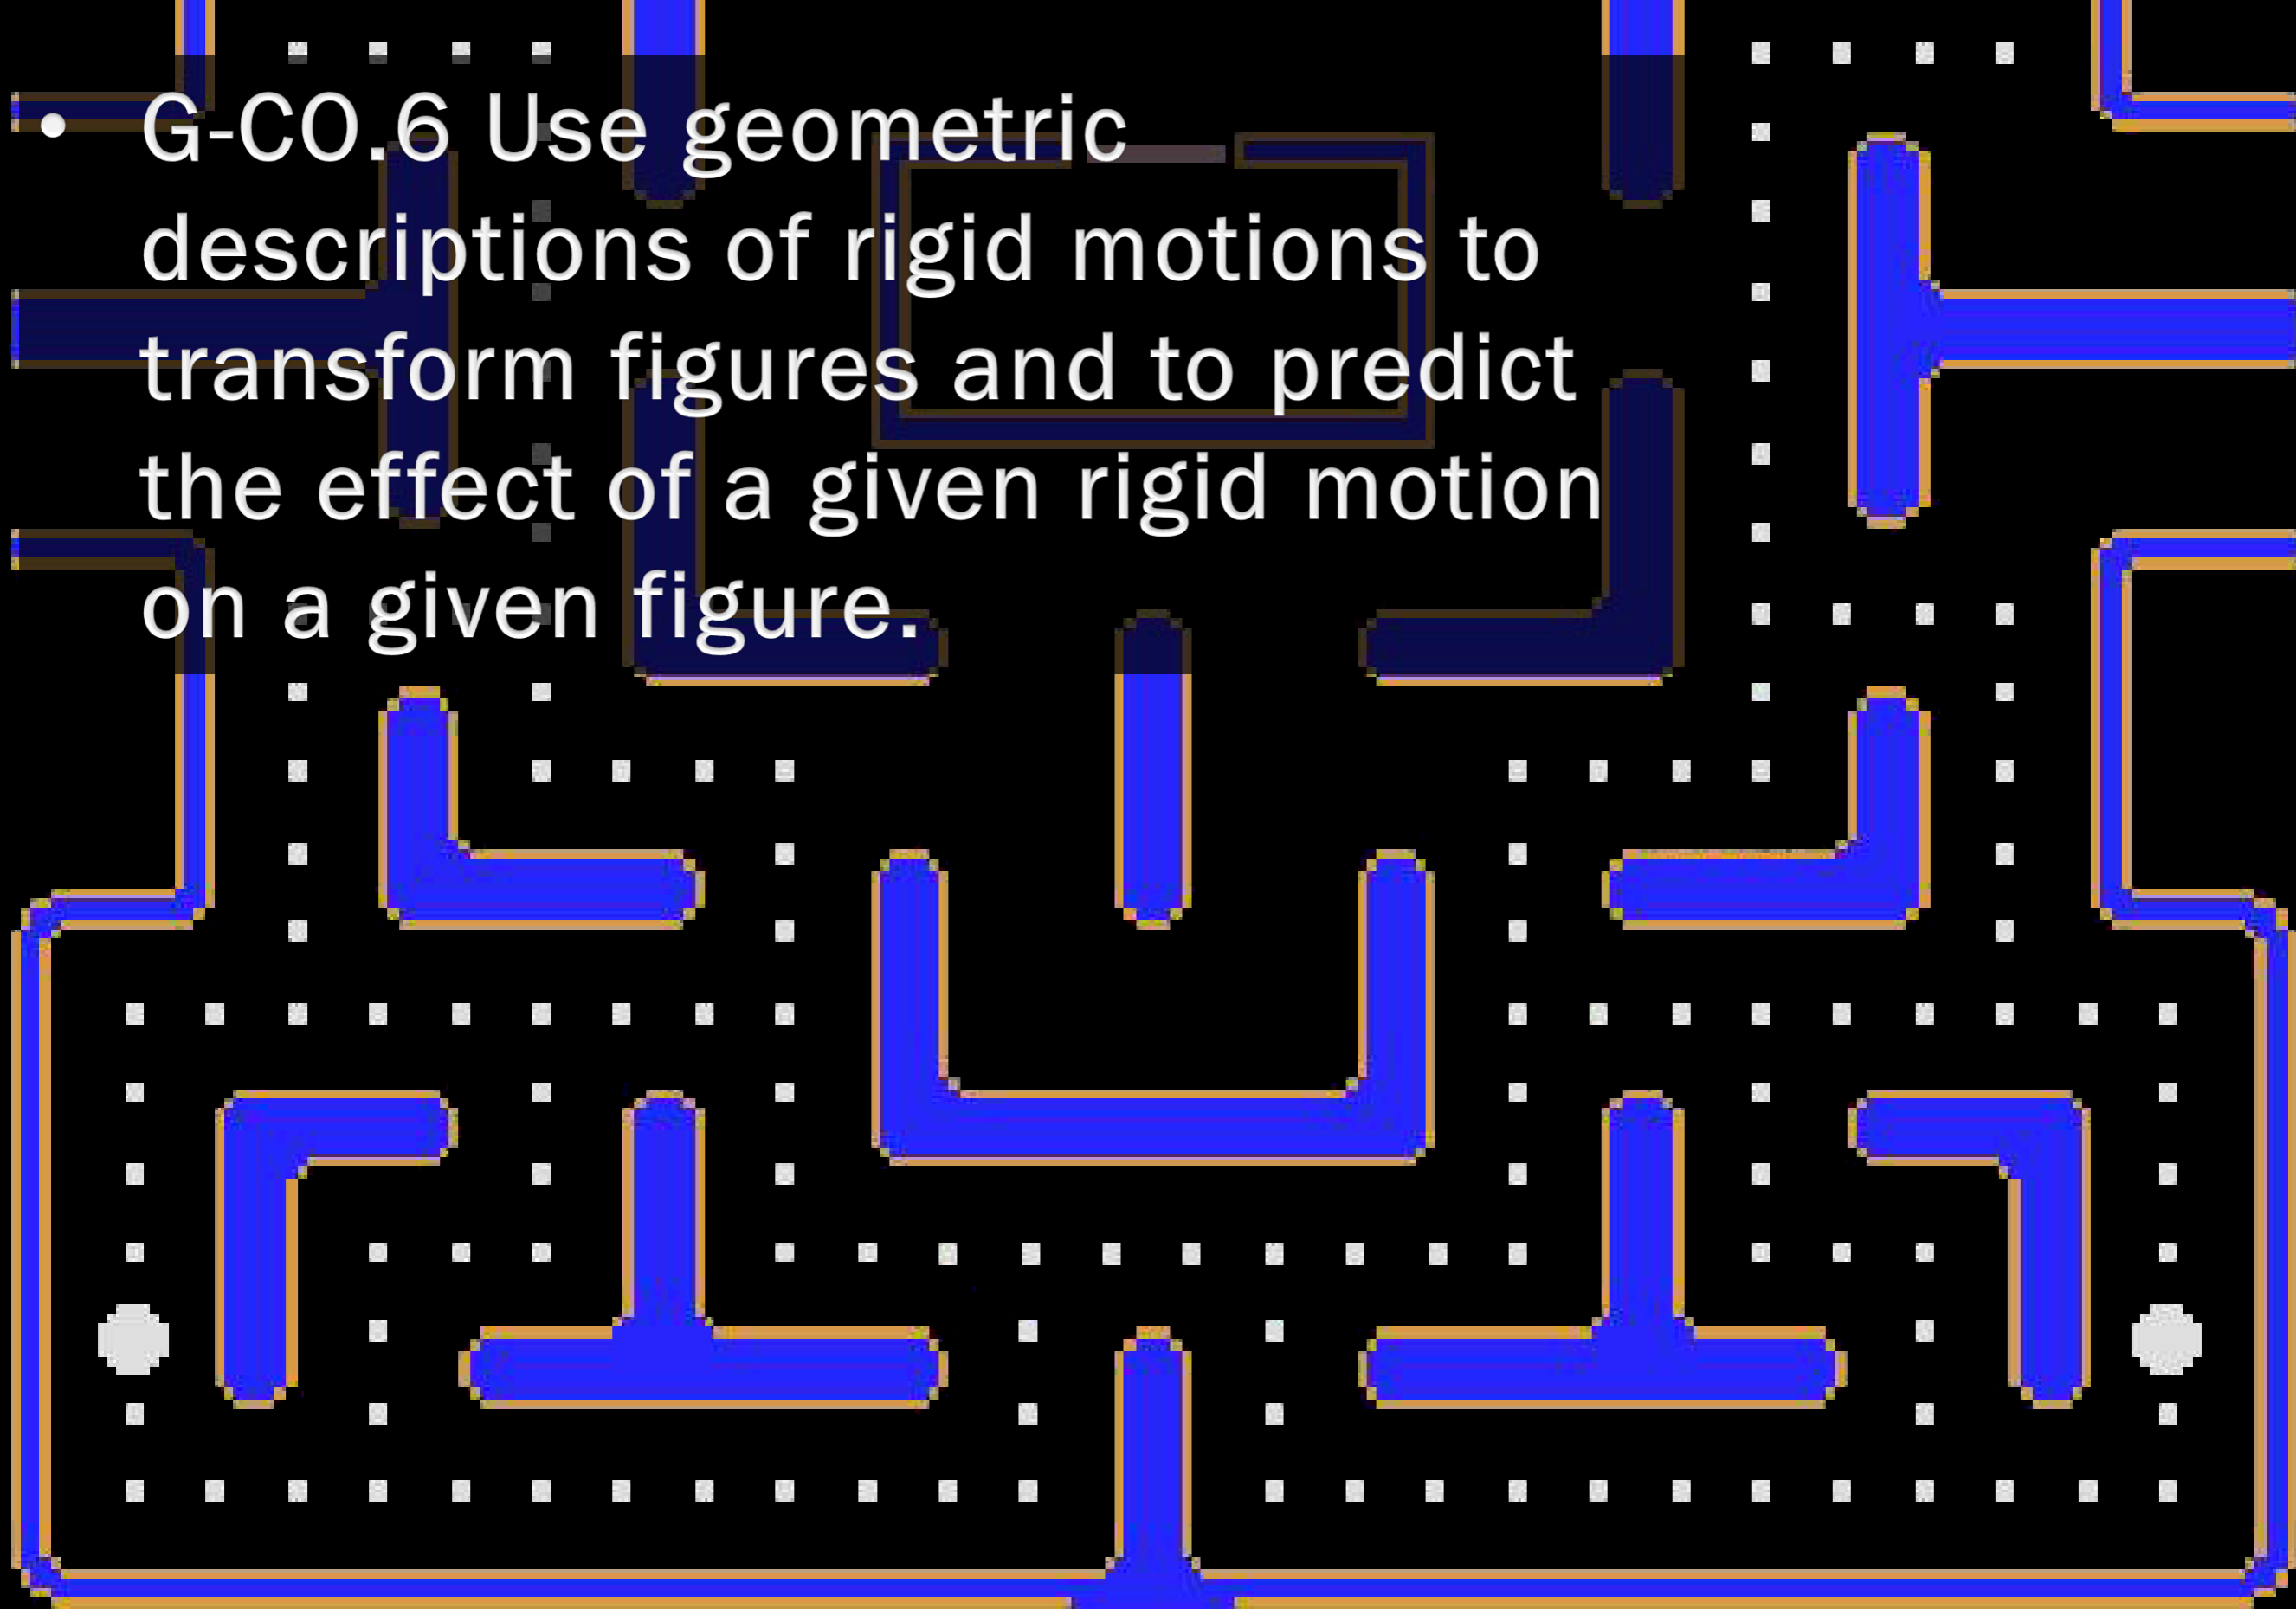 • G-CO.6 Use geometric
descriptions of rigid motions to
transform figures and to predict
the effect of a given rigid motion
on a given figure.